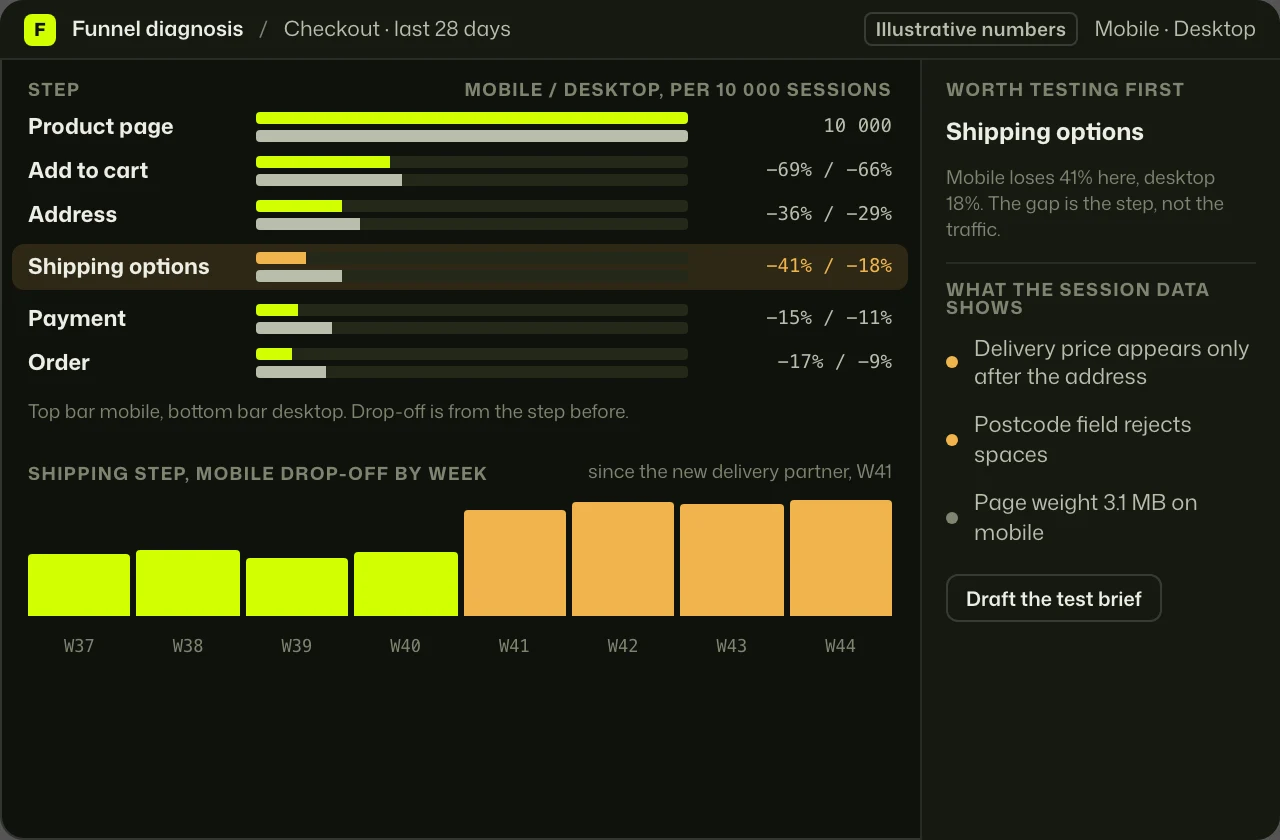 F Funnel diagnosis / Checkout · last 28 days
Illustrative numbers Mobile · Desktop
STEP MOBILE / DESKTOP, PER 10 000 SESSIONS
Product page 10 000
Add to cart −69% / −66%
Address −36% / −29%
Shipping options −41% / −18%
Payment −15% / −11%
Order −17% / −9%
Top bar mobile, bottom bar desktop. Drop-off is from the step before.
SHIPPING STEP, MOBILE DROP-OFF BY WEEK since the new delivery partner, W41
W37 W38 W39 W40 W41 W42 W43 W44
WORTH TESTING FIRST
Shipping options
Mobile loses 41% here, desktop
18%. The gap is the step, not the
traffic.
WHAT THE SESSION DATA
SHOWS
Delivery price appears only
after the address
Postcode field rejects
spaces
Page weight 3.1 MB on
mobile
Draft the test brief